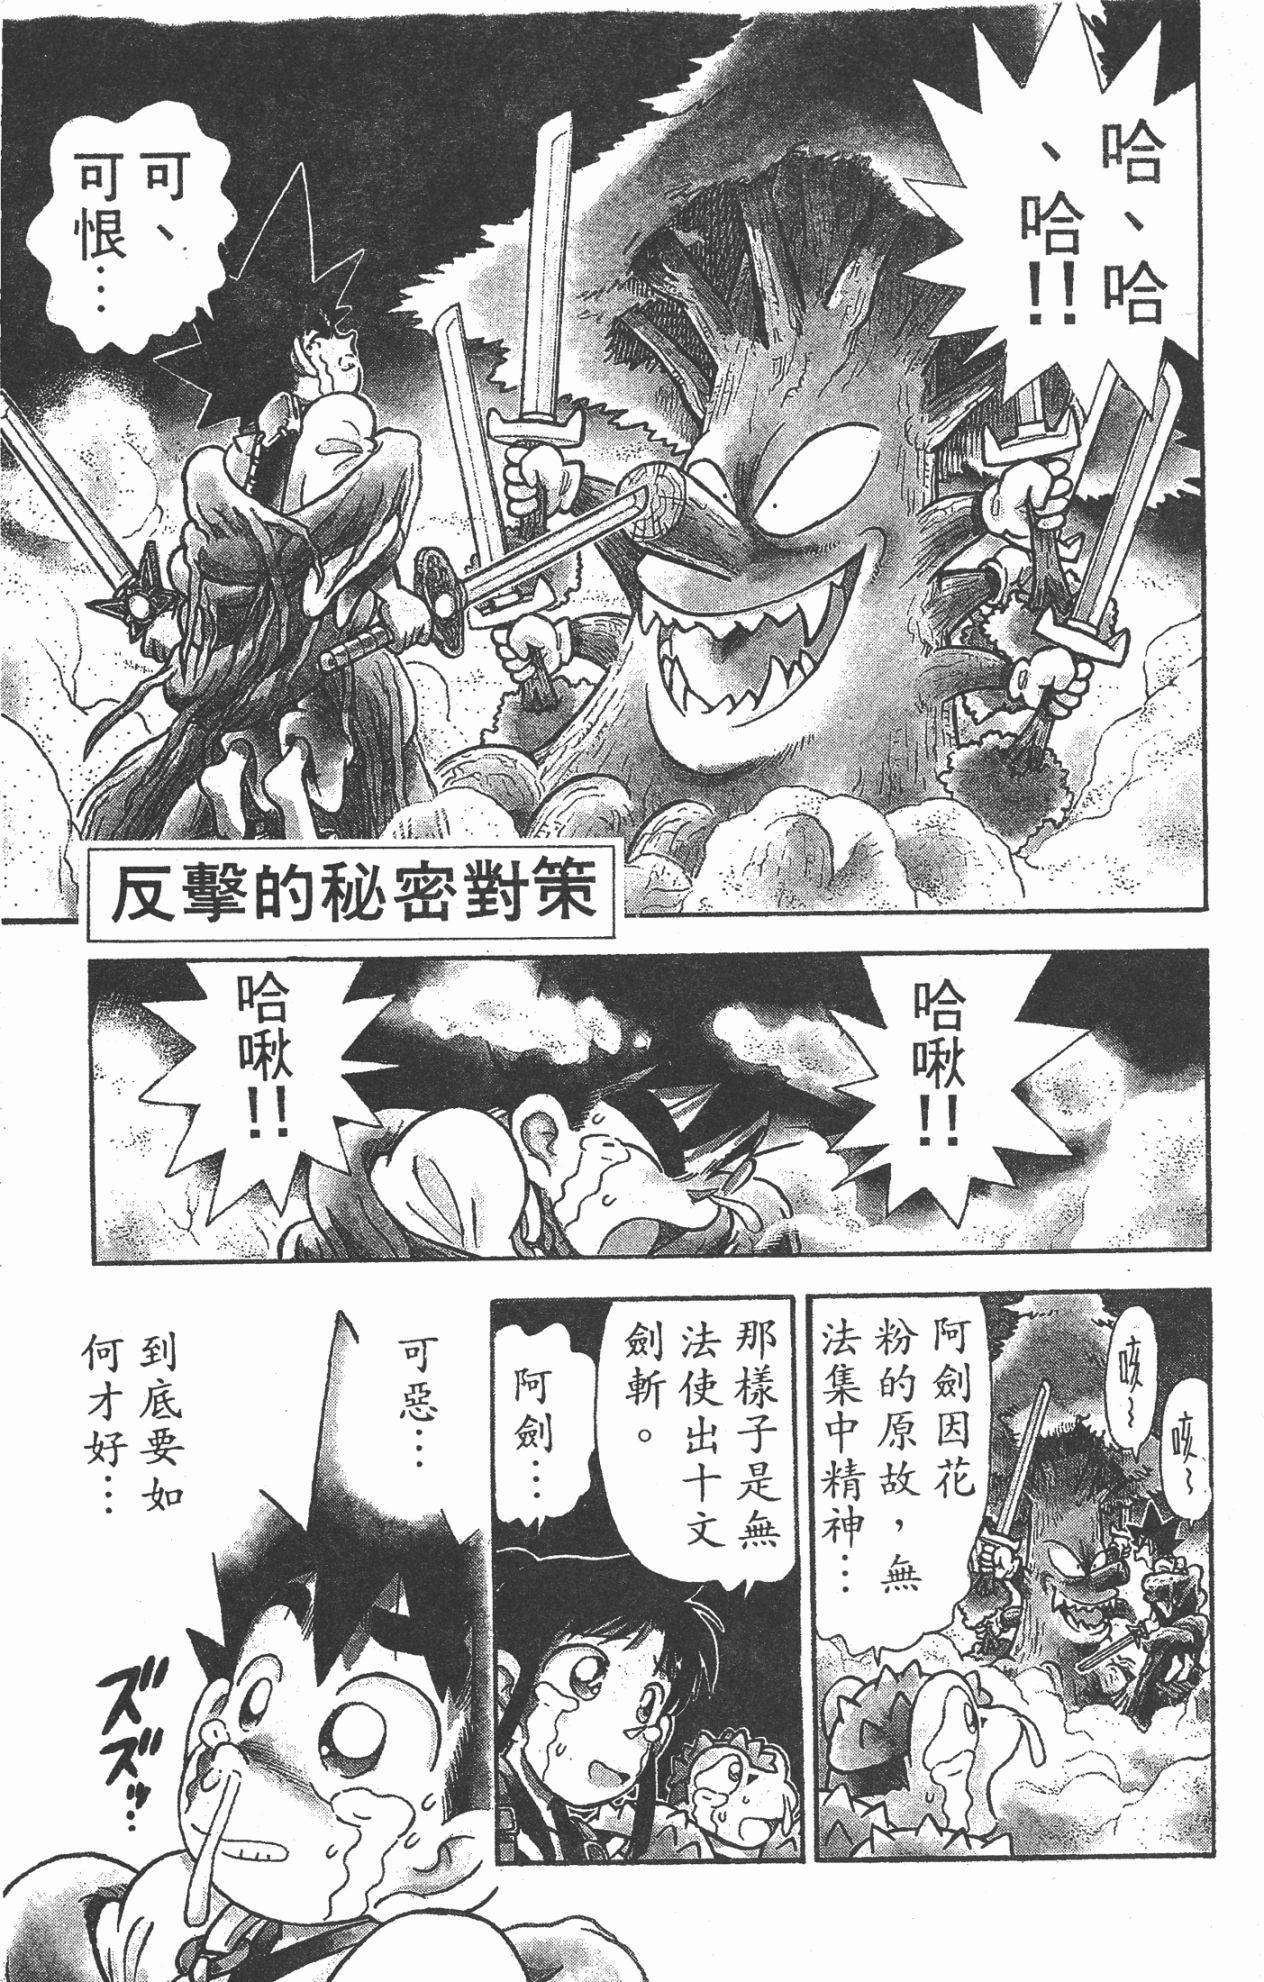 哈、哈
、哈!!
可、
可恨…
反擊的秘密對策
哈啾!!
哈啾!!
咳~
咳~
阿劍因花
粉的原故，無
法集中精神…
那樣子是無
法使出十文
劍斬。
阿劍…
可惡…
到底要如
何才好…
ズズズッ…